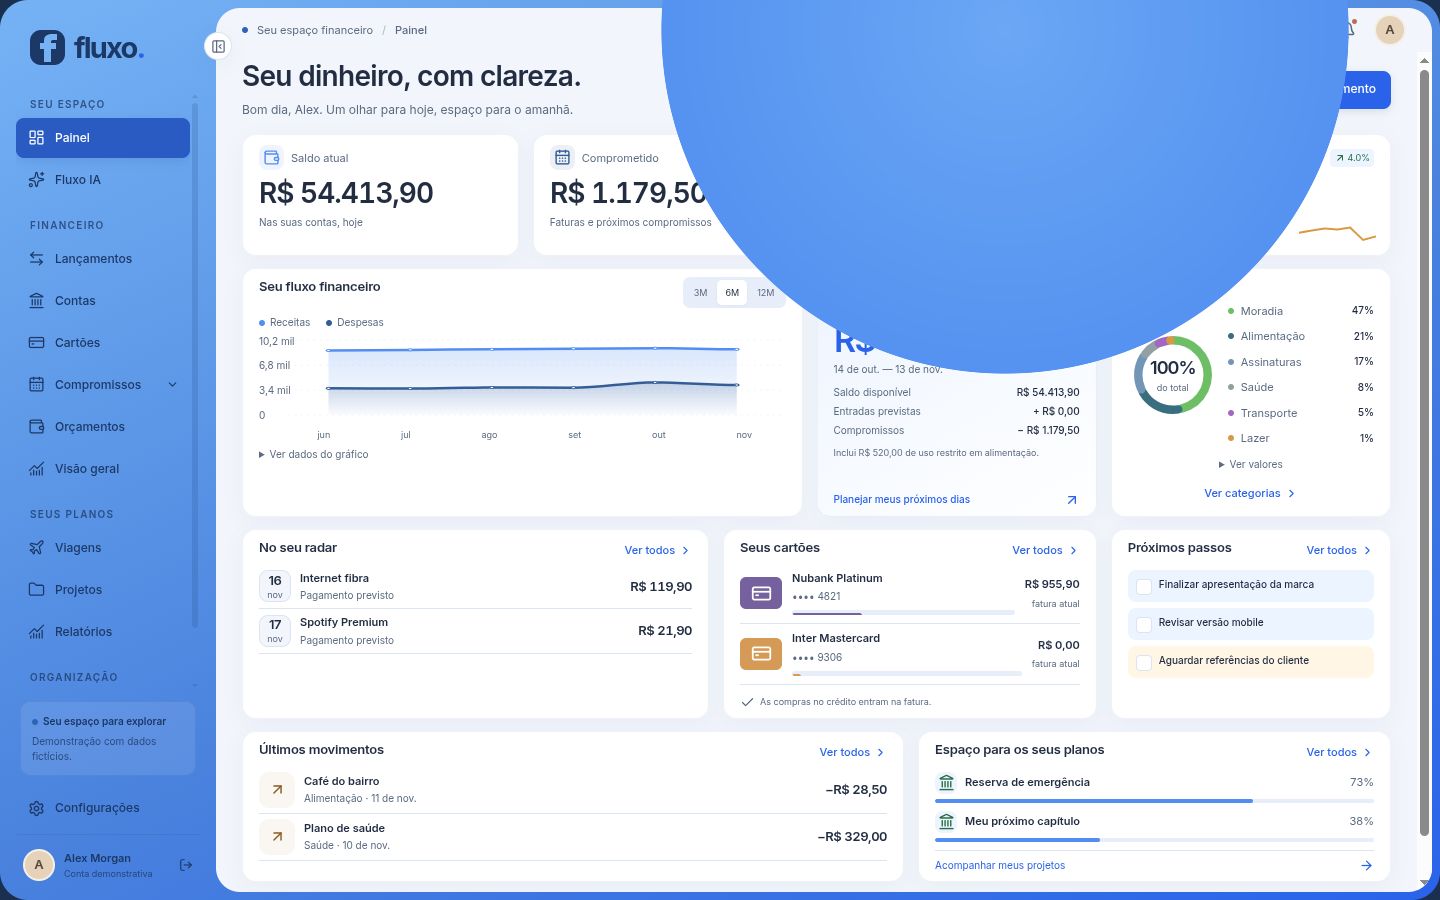 fluxo.
SEU ESPAÇO
Painel
Fluxo IA
FINANCEIRO
Lançamentos
Contas
Cartões
Compromissos
Orçamentos
Visão geral
SEUS PLANOS
Viagens
Projetos
Relatórios
ORGANIZAÇÃO
Seu espaço para explorar
Demonstração com dados
fictícios.
Configurações
A
Alex Morgan
Conta demonstrativa
Seu espaço financeiro / Painel
A
Seu dinheiro, com clareza.
Bom dia, Alex. Um olhar para hoje, espaço para o amanhã.
Saldo atual
R$ 54.413,90
Nas suas contas, hoje
Comprometido
R$ 1.179,50
Faturas e próximos compromissos
4.0%
Seu fluxo financeiro
3M 6M 12M
Receitas Despesas
10,2 mil
6,8 mil
3,4 mil
0
jun jul ago set out nov
Ver dados do gráfico
R$
14 de out. — 13 de nov.
Saldo disponível R$ 54.413,90
Entradas previstas + R$ 0,00
Compromissos − R$ 1.179,50
Inclui R$ 520,00 de uso restrito em alimentação.
Planejar meus próximos dias
100%
do total
Moradia 47%
Alimentação 21%
Assinaturas 17%
Saúde 8%
Transporte 5%
Lazer 1%
Ver valores
Ver categorias
No seu radar
Ver todos
16 nov
Internet fibra
Pagamento previsto
R$ 119,90
17 nov
Spotify Premium
Pagamento previsto
R$ 21,90
Seus cartões
Ver todos
Nubank Platinum
•••• 4821
R$ 955,90
fatura atual
Inter Mastercard
•••• 9306
R$ 0,00
fatura atual
As compras no crédito entram na fatura.
Próximos passos
Ver todos
Finalizar apresentação da marca
Revisar versão mobile
Aguardar referências do cliente
Últimos movimentos
Ver todos
Café do bairro
Alimentação · 11 de nov.
−R$ 28,50
Plano de saúde
Saúde · 10 de nov.
−R$ 329,00
Espaço para os seus planos
Ver todos
Reserva de emergência 73%
Meu próximo capítulo 38%
Acompanhar meus projetos